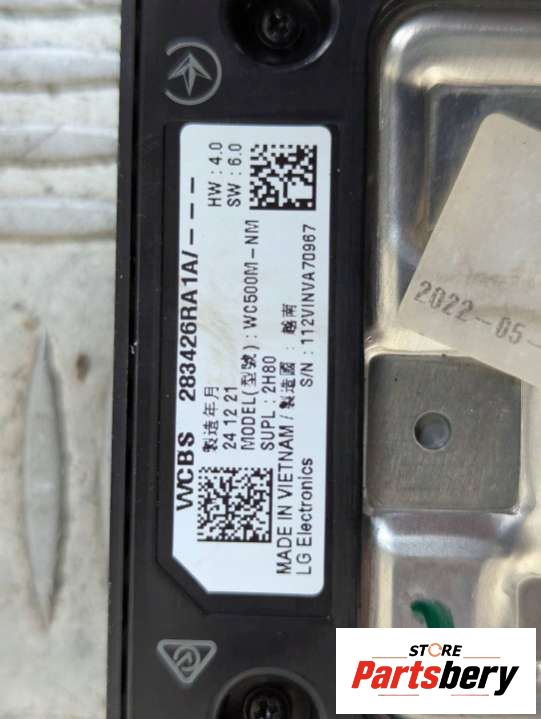 WCBS 283426RA1A/---
製造年月
24 12 21
HW : 4.0
SW : 6.0
MODEL(型號) : WC500M-NM
SUPL : 2H80
MADE IN VIETNAM / 製造國 : 越南
LG Electronics
S/N : 112VINVA70967
2022-05-
STORE
Partsbery